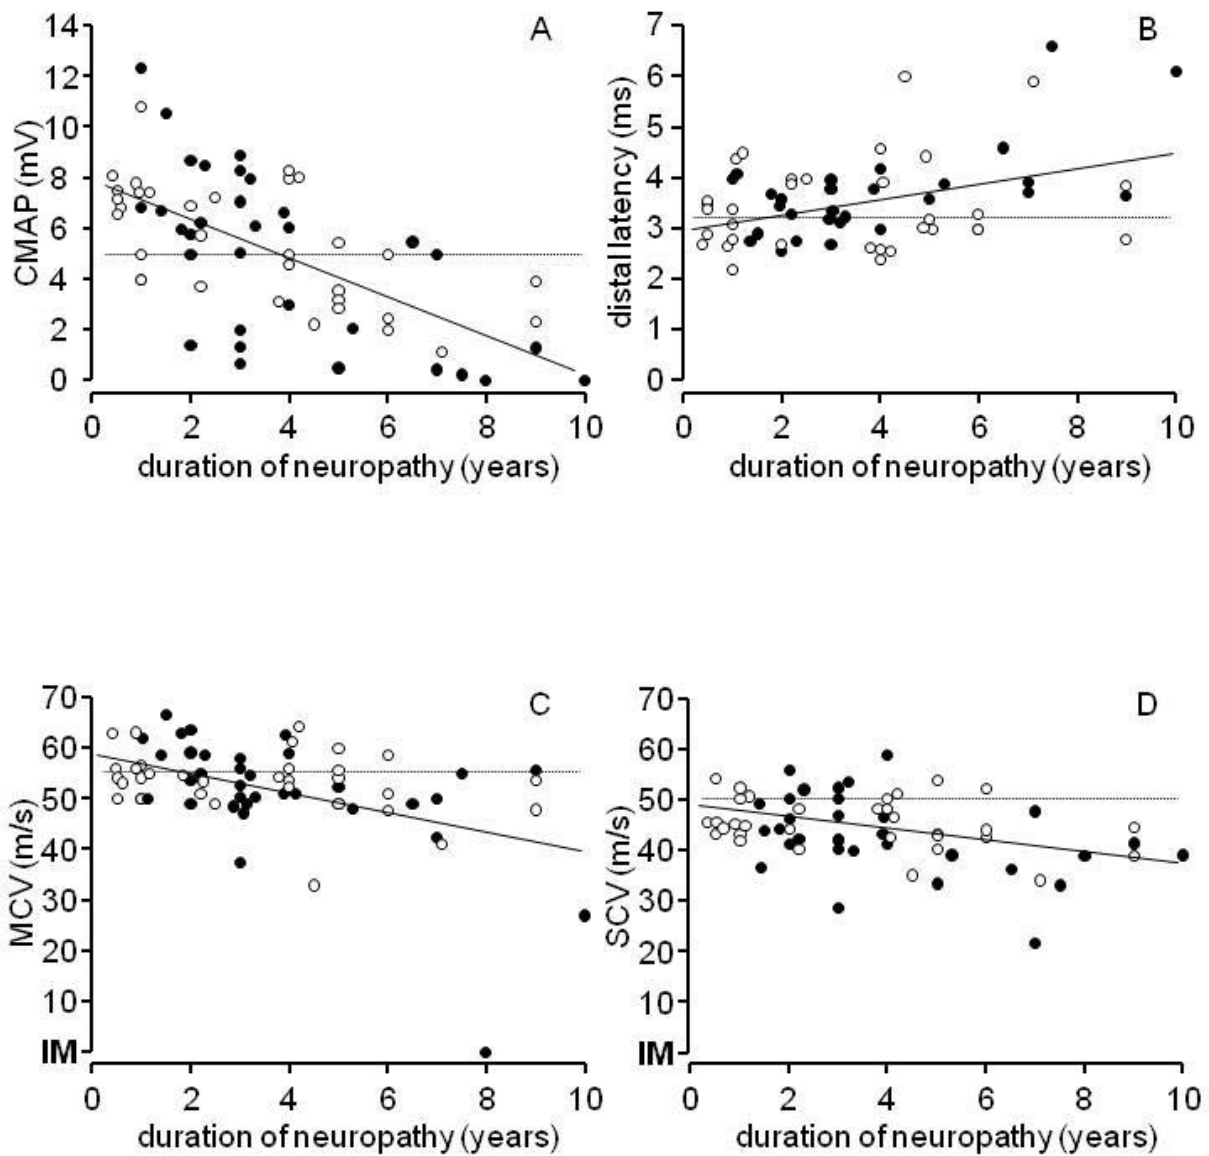 A
14
12
10
8
6
4
2
0
CMAP (mV)
0 2 4 6 8 10
duration of neuropathy (years)
B
7
6
5
4
3
2
1
0
distal latency (ms)
0 2 4 6 8 10
duration of neuropathy (years)
C
70
60
50
40
30
20
10
IM
MCV (m/s)
0 2 4 6 8 10
duration of neuropathy (years)
D
70
60
50
40
30
20
10
IM
SCV (m/s)
0 2 4 6 8 10
duration of neuropathy (years)